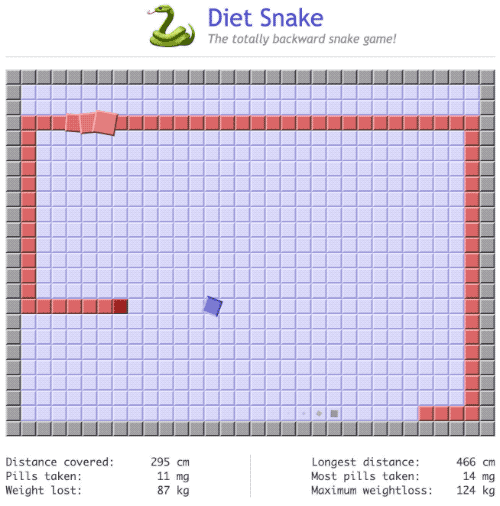 Diet Snake
The totally backward snake game!
Distance covered: 295 cm
Pills taken: 11 mg
Weight lost: 87 kg
Longest distance: 466 cm
Most pills taken: 14 mg
Maximum weightloss: 124 kg